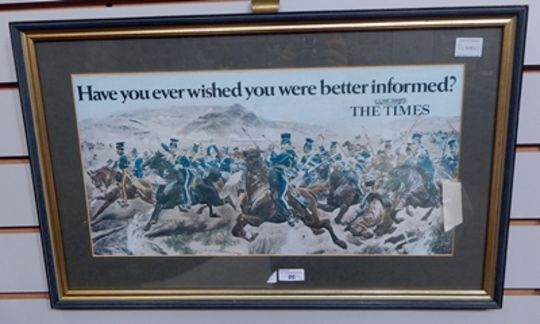 Have you ever wished you were better informed?
THE TIMES